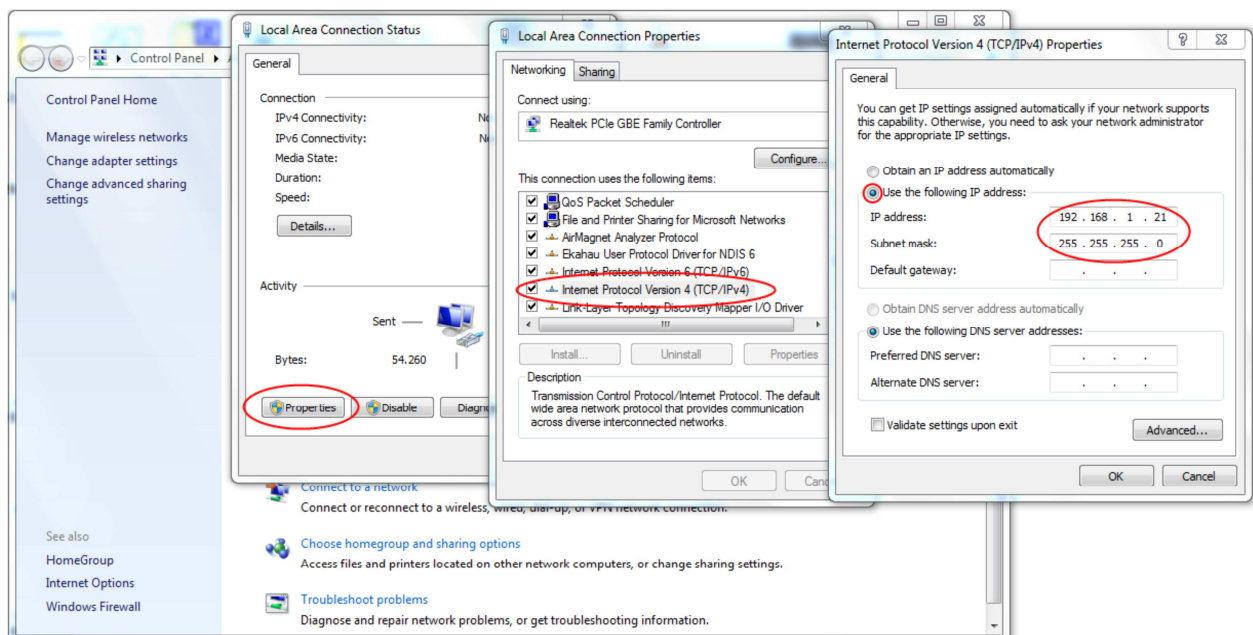 Control Panel
Control Panel Home
Manage wireless networks
Change adapter settings
Change advanced sharing
settings
See also
HomeGroup
Internet Options
Windows Firewall
Local Area Connection Status
General
Connection
IPv4 Connectivity:
IPv6 Connectivity:
Media State:
Duration:
Speed:
Details...
Activity
Sent
Bytes:
54.260
Properties
Disable
Connect to a network
Connect or reconnect to a wireless, wired, dial-up, or VPN network connection.
Choose homegroup and sharing options
Access files and printers located on other network computers, or change sharing settings.
Troubleshoot problems
Diagnose and repair network problems, or get troubleshooting information.
Local Area Connection Properties
Networking
Sharing
Connect using:
Realtek PCIe GBE Family Controller
Configure...
This connection uses the following items:
QoS Packet Scheduler
File and Printer Sharing for Microsoft Networks
AirMagnet Analyzer Protocol
Ekahau User Protocol Driver for NDIS 6
Internet Protocol Version 6 (TCP/IPv6)
Internet Protocol Version 4 (TCP/IPv4)
Link-Layer Topology Discovery Mapper I/O Driver
Install...
Uninstall
Properties
Description
Transmission Control Protocol/Internet Protocol. The default
wide area network protocol that provides communication
across diverse interconnected networks.
OK
Internet Protocol Version 4 (TCP/IPv4) Properties
General
You can get IP settings assigned automatically if your network supports
this capability. Otherwise, you need to ask your network administrator
for the appropriate IP settings.
Obtain an IP address automatically
Use the following IP address:
IP address:
192 . 168 . 1 . 21
Subnet mask:
255 . 255 . 255 . 0
Default gateway:
Obtain DNS server address automatically
Use the following DNS server addresses:
Preferred DNS server:
Alternate DNS server:
Validate settings upon exit
Advanced...
OK
Cancel